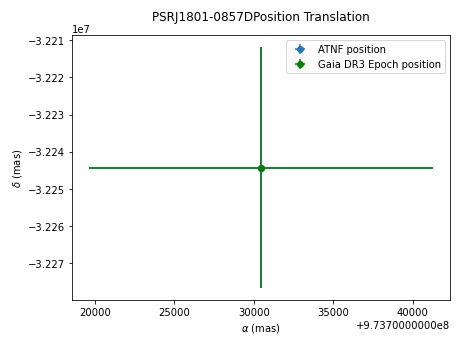 PSRJ1801-0857DPosition Translation
1e7
ATNF position
Gaia DR3 Epoch position
−3.221
−3.222
−3.223
−3.224
−3.225
−3.226
−3.227
δ (mas)
20000 25000 30000 35000 40000
+9.7370000000e8
α (mas)